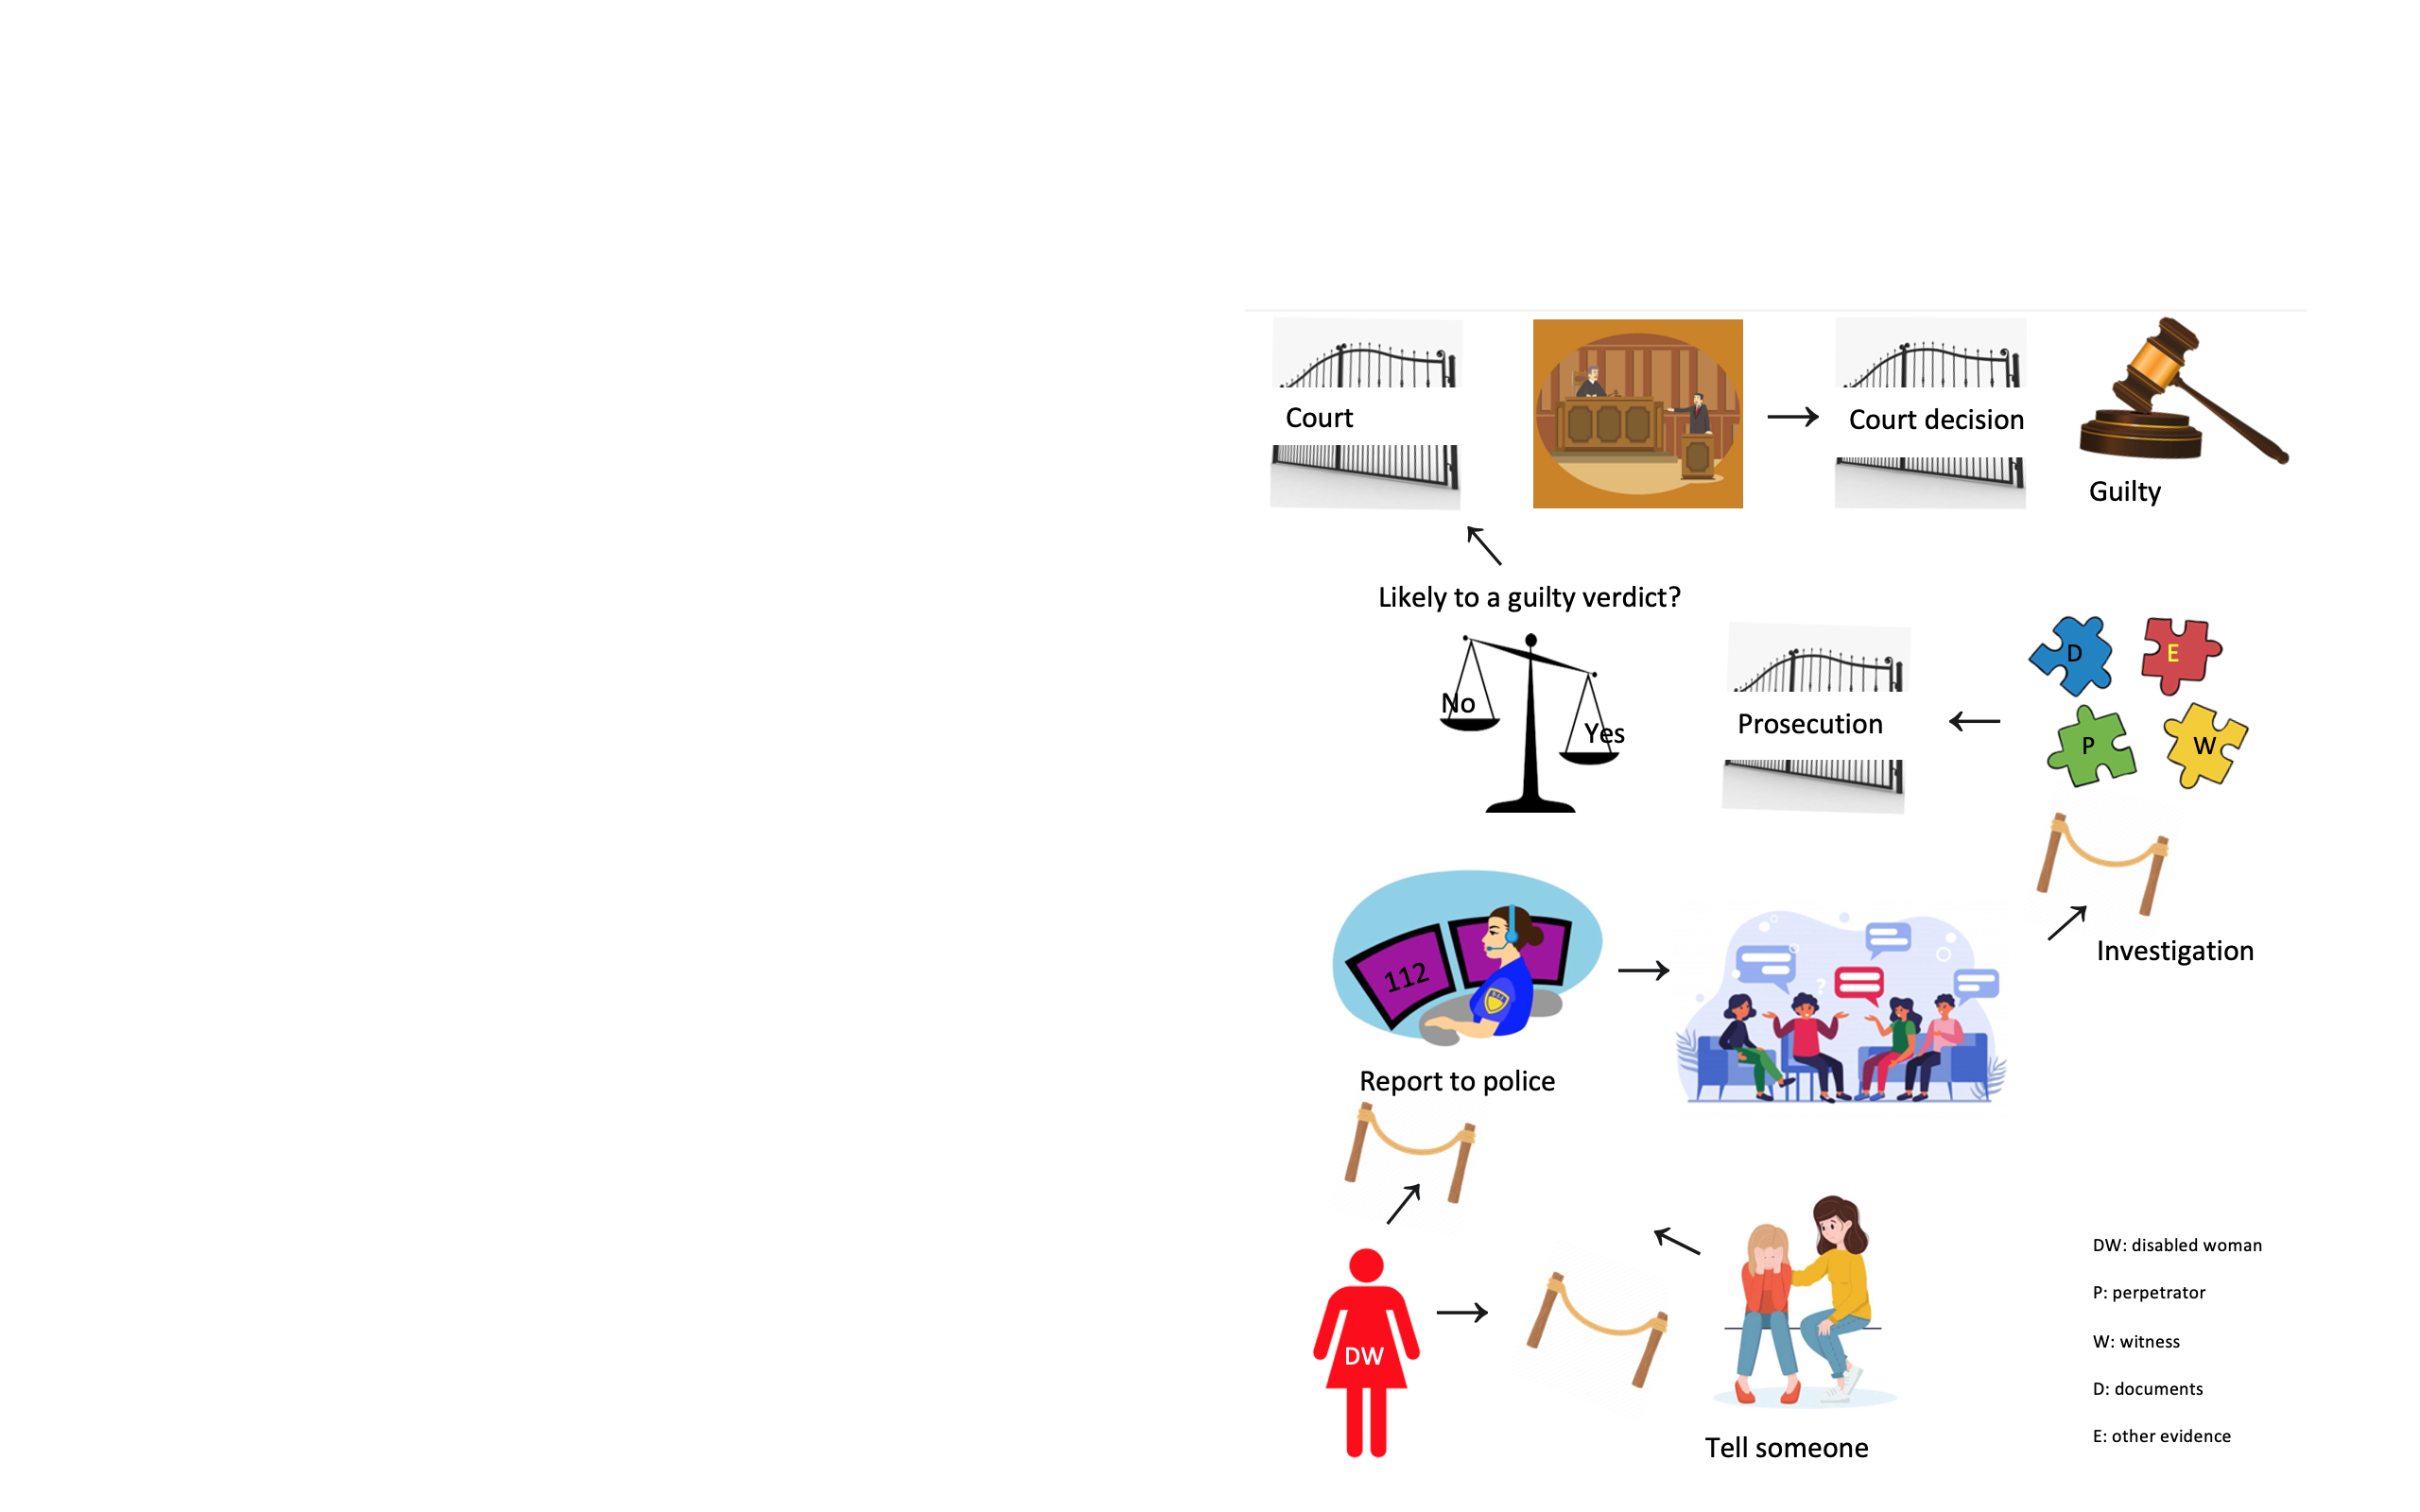 Court
Court decision
Guilty
Likely to a guilty verdict?
No
Yes
Prosecution
D
E
P
W
112
Report to police
Investigation
DW
Tell someone
DW: disabled woman
P: perpetrator
W: witness
D: documents
E: other evidence